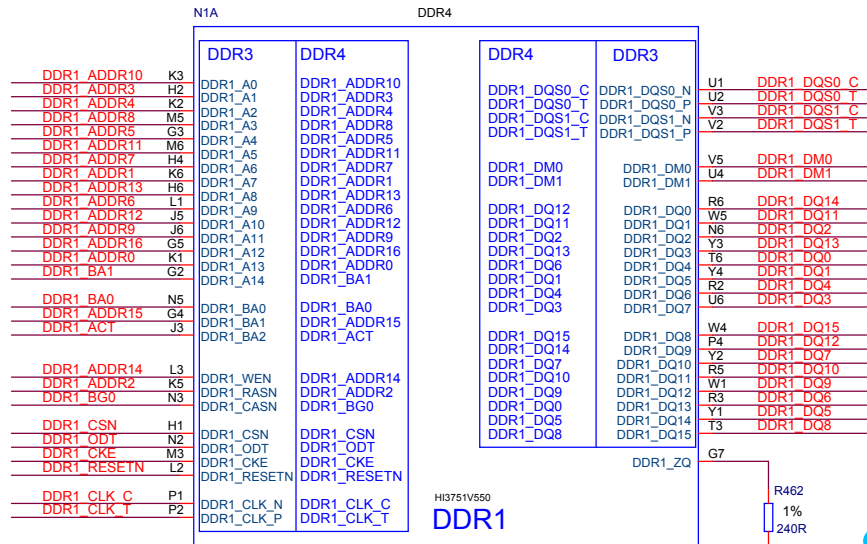 N1A DDR4
DDR3 DDR4 DDR4 DDR3
DDR1_ADDR10 K3 DDR1_A0 DDR1_ADDR10
DDR1_ADDR3 H2 DDR1_A1 DDR1_ADDR3
DDR1_ADDR4 K2 DDR1_A2 DDR1_ADDR4
DDR1_ADDR8 M5 DDR1_A3 DDR1_ADDR8
DDR1_ADDR5 G3 DDR1_A4 DDR1_ADDR5
DDR1_ADDR11 M6 DDR1_A5 DDR1_ADDR11
DDR1_ADDR7 H4 DDR1_A6 DDR1_ADDR7
DDR1_ADDR1 K6 DDR1_A7 DDR1_ADDR1
DDR1_ADDR13 H6 DDR1_A8 DDR1_ADDR13
DDR1_ADDR6 L1 DDR1_A9 DDR1_ADDR6
DDR1_ADDR12 J5 DDR1_A10 DDR1_ADDR12
DDR1_ADDR9 J6 DDR1_A11 DDR1_ADDR9
DDR1_ADDR16 G5 DDR1_A12 DDR1_ADDR16
DDR1_ADDR0 K1 DDR1_A13 DDR1_ADDR0
DDR1_BA1 G2 DDR1_A14 DDR1_BA1
DDR1_BA0 N5 DDR1_BA0 DDR1_BA0
DDR1_ADDR15 G4 DDR1_BA1 DDR1_ADDR15
DDR1_ACT J3 DDR1_BA2 DDR1_ACT
DDR1_ADDR14 L3 DDR1_WEN DDR1_ADDR14
DDR1_ADDR2 K5 DDR1_RASN DDR1_ADDR2
DDR1_BG0 N3 DDR1_CASN DDR1_BG0
DDR1_CSN H1 DDR1_CSN DDR1_CSN
DDR1_ODT N2 DDR1_ODT DDR1_ODT
DDR1_CKE M3 DDR1_CKE DDR1_CKE
DDR1_RESETN L2 DDR1_RESETN DDR1_RESETN
DDR1_CLK_C P1 DDR1_CLK_N DDR1_CLK_C
DDR1_CLK_T P2 DDR1_CLK_P DDR1_CLK_T
DDR1_DQS0_C DDR1_DQS0_N U1 DDR1_DQS0_C
DDR1_DQS0_T DDR1_DQS0_P U2 DDR1_DQS0_T
DDR1_DQS1_C DDR1_DQS1_N V3 DDR1_DQS1_C
DDR1_DQS1_T DDR1_DQS1_P V2 DDR1_DQS1_T
DDR1_DM0 DDR1_DM0 V5 DDR1_DM0
DDR1_DM1 DDR1_DM1 U4 DDR1_DM1
DDR1_DQ12 DDR1_DQ0 R6 DDR1_DQ14
DDR1_DQ11 DDR1_DQ1 W5 DDR1_DQ11
DDR1_DQ2 DDR1_DQ2 N6 DDR1_DQ2
DDR1_DQ13 DDR1_DQ3 Y3 DDR1_DQ13
DDR1_DQ6 DDR1_DQ4 T6 DDR1_DQ0
DDR1_DQ1 DDR1_DQ5 Y4 DDR1_DQ1
DDR1_DQ4 DDR1_DQ6 R2 DDR1_DQ4
DDR1_DQ3 DDR1_DQ7 U6 DDR1_DQ3
DDR1_DQ15 DDR1_DQ8 W4 DDR1_DQ15
DDR1_DQ14 DDR1_DQ9 P4 DDR1_DQ12
DDR1_DQ7 DDR1_DQ10 Y2 DDR1_DQ7
DDR1_DQ10 DDR1_DQ11 R5 DDR1_DQ10
DDR1_DQ9 DDR1_DQ12 W1 DDR1_DQ9
DDR1_DQ0 DDR1_DQ13 R3 DDR1_DQ6
DDR1_DQ5 DDR1_DQ14 Y1 DDR1_DQ5
DDR1_DQ8 DDR1_DQ15 T3 DDR1_DQ8
DDR1_ZQ G7
R462
1%
240R
HI3751V550
DDR1